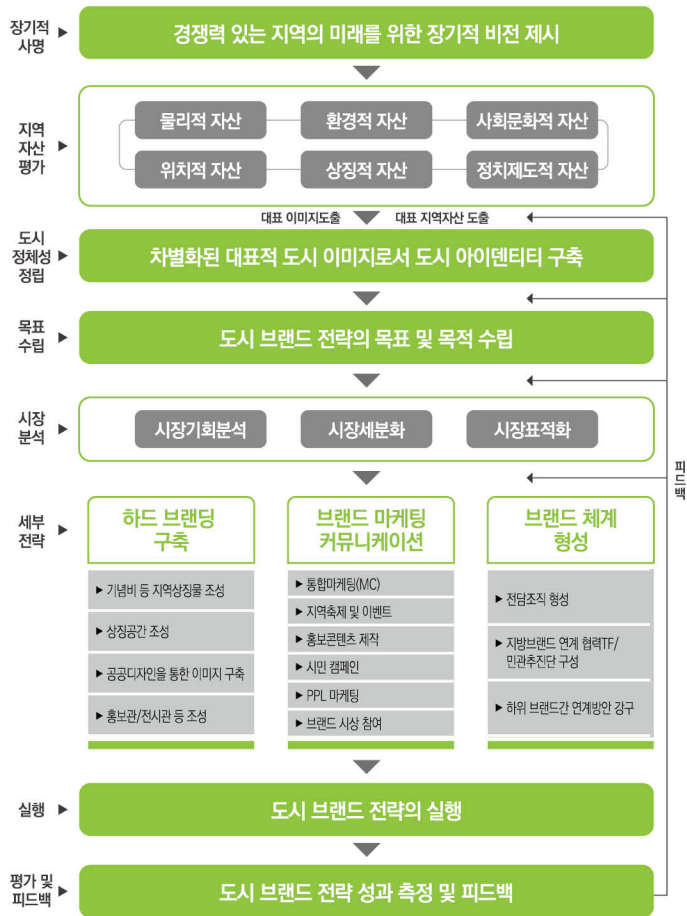 장기적
사명
경쟁력 있는 지역의 미래를 위한 장기적 비전 제시
지역
자산
평가
물리적 자산
환경적 자산
사회문화적 자산
위치적 자산
상징적 자산
정치제도적 자산
대표 이미지도출
대표 지역자산 도출
도시
정체성
정립
차별화된 대표적 도시 이미지로서 도시 아이덴티티 구축
목표
수립
도시 브랜드 전략의 목표 및 목적 수립
시장
분석
시장기회분석
시장세분화
시장표적화
피드백
세부
전략
하드 브랜딩
구축
▶ 기념비 등 지역상징물 조성
▶ 상징공간 조성
▶ 공공디자인을 통한 이미지 구축
▶ 홍보관/전시관 등 조성
브랜드 마케팅
커뮤니케이션
▶ 통합마케팅(MC)
▶ 지역축제 및 이벤트
▶ 홍보콘텐츠 제작
▶ 시민 캠페인
▶ PPL 마케팅
▶ 브랜드 시상 참여
브랜드 체계
형성
▶ 전담조직 형성
▶ 지방브랜드 연계 협력TF/
민관추진단 구성
▶ 하위 브랜드간 연계방안 강구
실행
도시 브랜드 전략의 실행
평가 및
피드백
도시 브랜드 전략 성과 측정 및 피드백